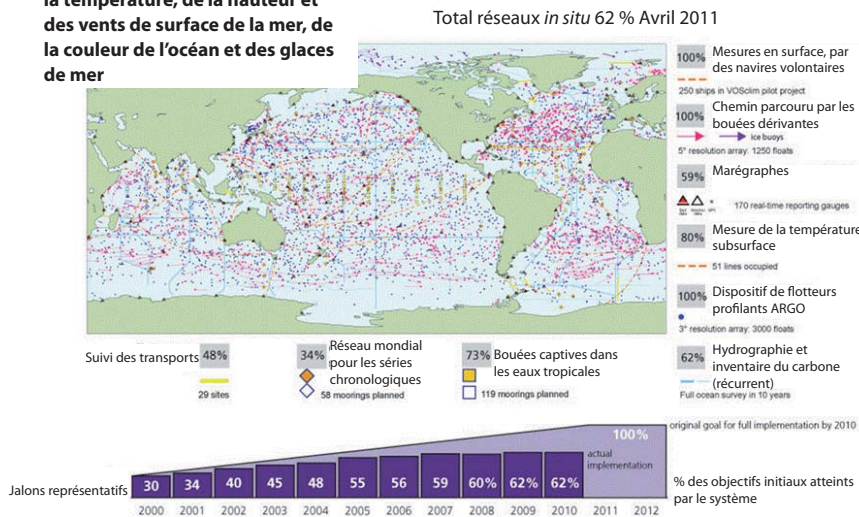 la température, de la hauteur et
des vents de surface de la mer, de
la couleur de l'océan et des glaces
de mer
Total réseaux in situ 62 % Avril 2011
100% Mesures en surface, par
des navires volontaires
250 ships in VOSclim pilot project
100% Chemin parcouru par les
bouées dérivantes
ice buoys
5° resolution array: 1250 floats
59% Marégraphes
170 real-time reporting gauges
80% Mesure de la température
subsurface
51 lines occupied
100% Dispositif de flotteurs
profilants ARGO
3° resolution array: 3000 floats
62% Hydrographie et
inventaire du carbone
(récurrent)
Full ocean survey in 10 years
Suivi des transports 48%
29 sites
34% Réseau mondial
pour les séries
chronologiques
58 moorings planned
73% Bouées captives dans
les eaux tropicales
119 moorings planned
original goal for full implementation by 2010
100%
actual
implementation
Jalons représentatifs
30 34 40 45 48 55 56 59 60% 62% 62%
% des objectifs initiaux atteints
par le système
2000 2001 2002 2003 2004 2005 2006 2007 2008 2009 2010 2011 2012